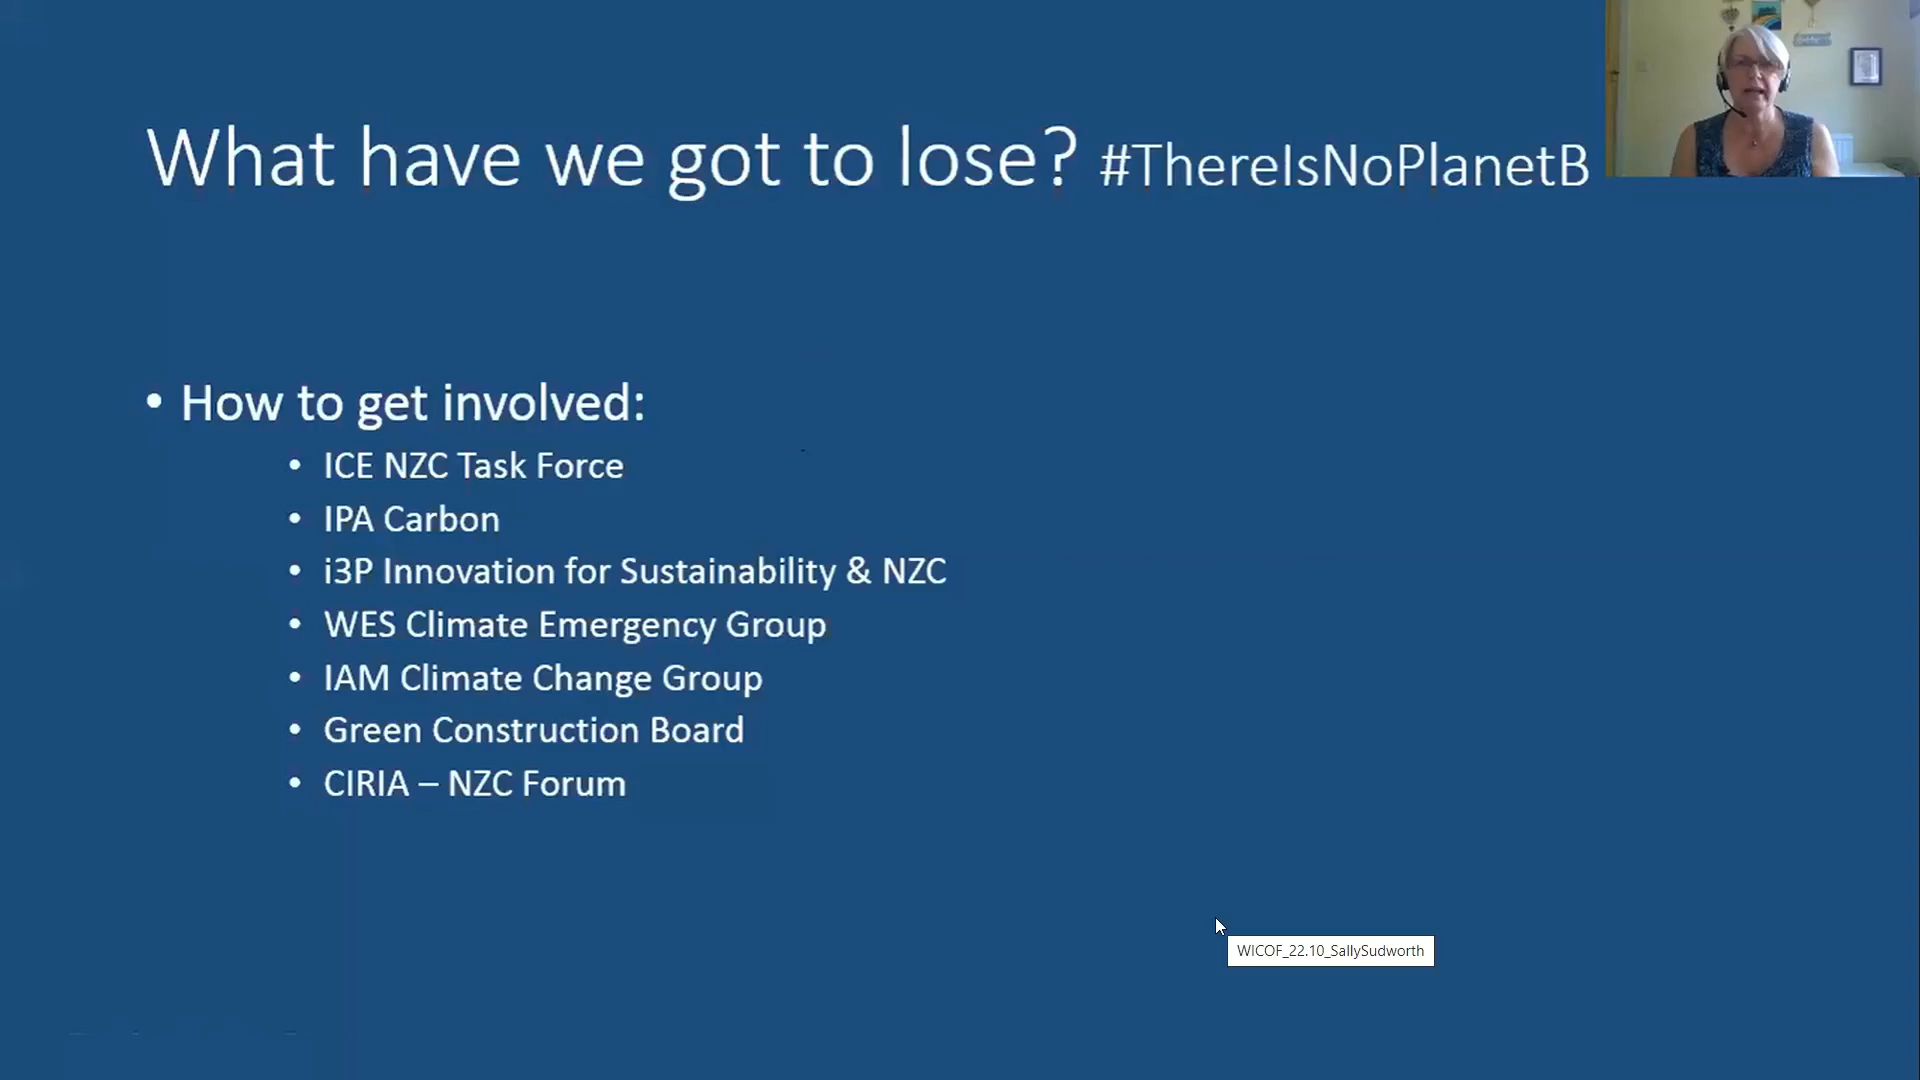 What have we got to lose? #ThereIsNoPlanetB
• How to get involved:
• ICE NZC Task Force
• IPA Carbon
• i3P Innovation for Sustainability & NZC
• WES Climate Emergency Group
• IAM Climate Change Group
• Green Construction Board
• CIRIA – NZC Forum
WICOF_22.10_SallySudworth